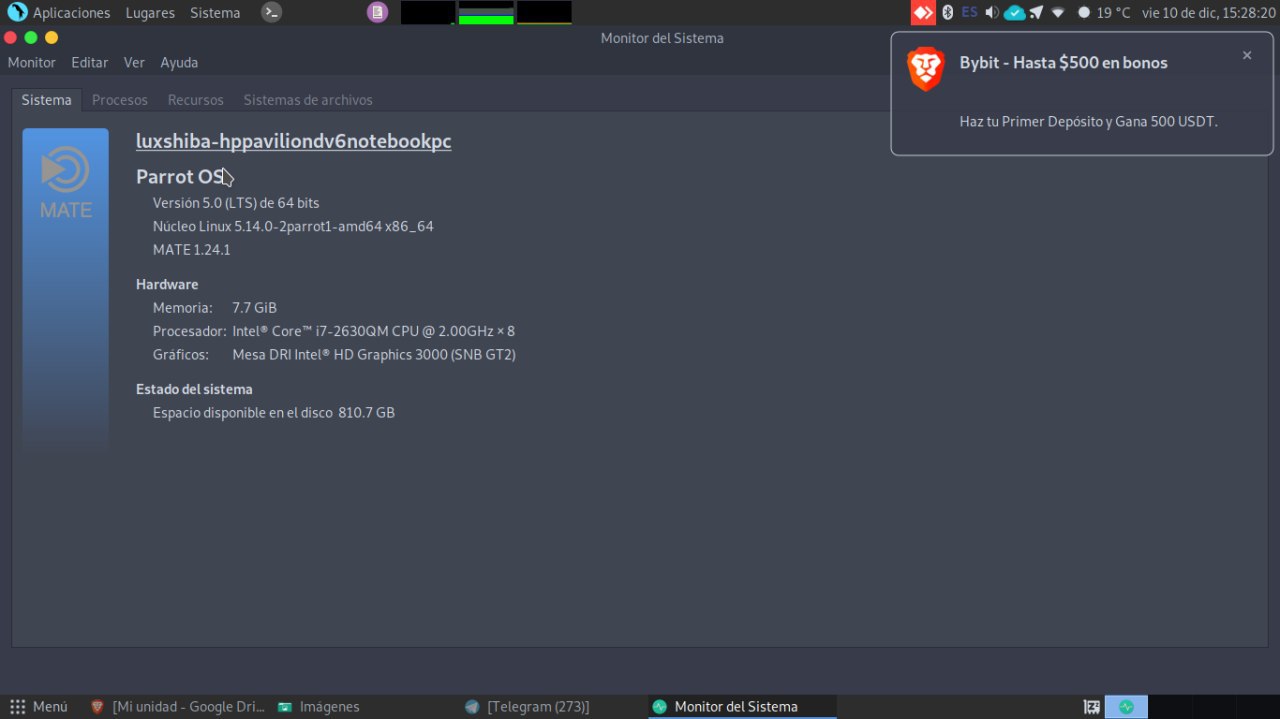 Aplicaciones Lugares Sistema ES 19 °C vie 10 de dic, 15:28:20
Monitor del Sistema
Monitor Editar Ver Ayuda
Bybit - Hasta $500 en bonos
Haz tu Primer Depósito y Gana 500 USDT.
Sistema Procesos Recursos Sistemas de archivos
MATE
luxshiba-hppaviliondv6notebookpc
Parrot OS
Versión 5.0 (LTS) de 64 bits
Núcleo Linux 5.14.0-2parrot1-amd64 x86_64
MATE 1.24.1
Hardware
Memoria: 7.7 GiB
Procesador: Intel® Core™ i7-2630QM CPU @ 2.00GHz × 8
Gráficos: Mesa DRI Intel® HD Graphics 3000 (SNB GT2)
Estado del sistema
Espacio disponible en el disco 810.7 GB
Menú [Mi unidad - Google Dri... Imágenes [Telegram (273)] Monitor del Sistema